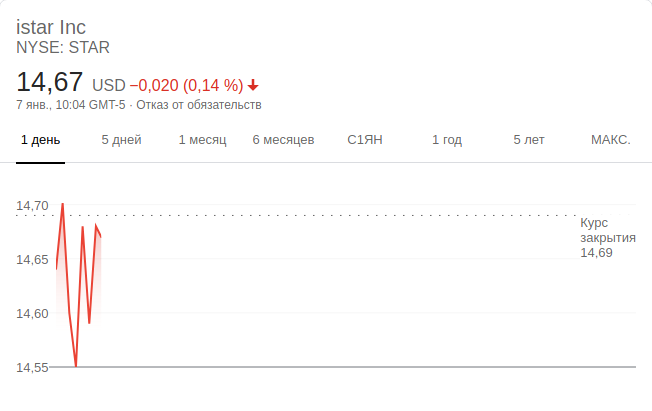 istar Inc
NYSE: STAR
14,67 USD −0,020 (0,14 %)
7 янв., 10:04 GMT-5 · Отказ от обязательств
1 день 5 дней 1 месяц 6 месяцев С1ЯН 1 год 5 лет МАКС.
14,70
Курс
закрытия
14,69
14,65
14,60
14,55